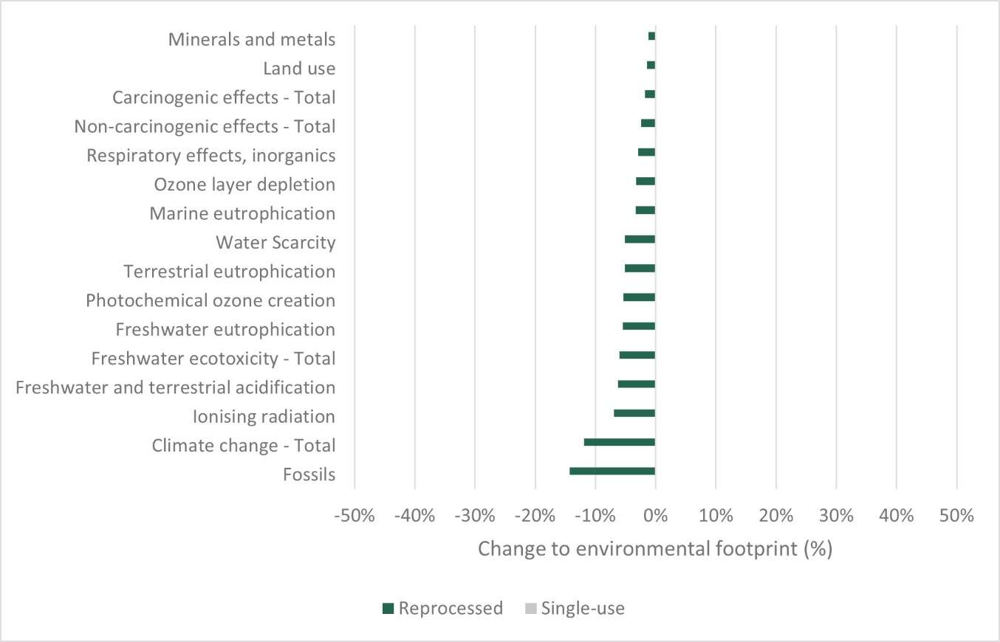 Minerals and metals
Land use
Carcinogenic effects - Total
Non-carcinogenic effects - Total
Respiratory effects, inorganics
Ozone layer depletion
Marine eutrophication
Water Scarcity
Terrestrial eutrophication
Photochemical ozone creation
Freshwater eutrophication
Freshwater ecotoxicity - Total
Freshwater and terrestrial acidification
Ionising radiation
Climate change - Total
Fossils
-50% -40% -30% -20% -10% 0% 10% 20% 30% 40% 50%
Change to environmental footprint (%)
Reprocessed Single-use